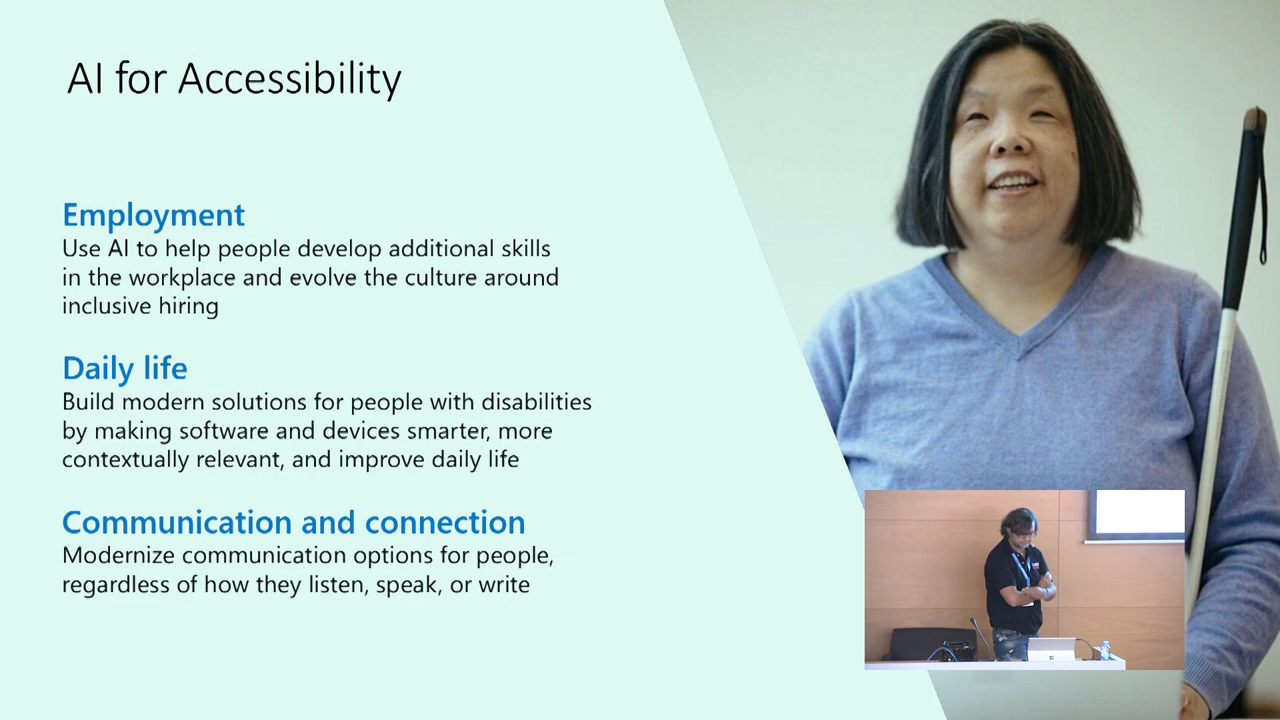 AI for Accessibility
Employment
Use AI to help people develop additional skills
in the workplace and evolve the culture around
inclusive hiring
Daily life
Build modern solutions for people with disabilities
by making software and devices smarter, more
contextually relevant, and improve daily life
Communication and connection
Modernize communication options for people,
regardless of how they listen, speak, or write